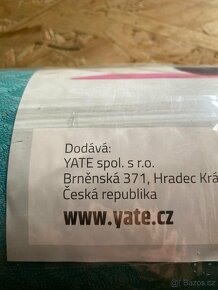 Dodává:
YATE spol. s r.o.
Brněnská 371, Hradec Krá
Česká republika
www.yate.cz
Bazos.cz